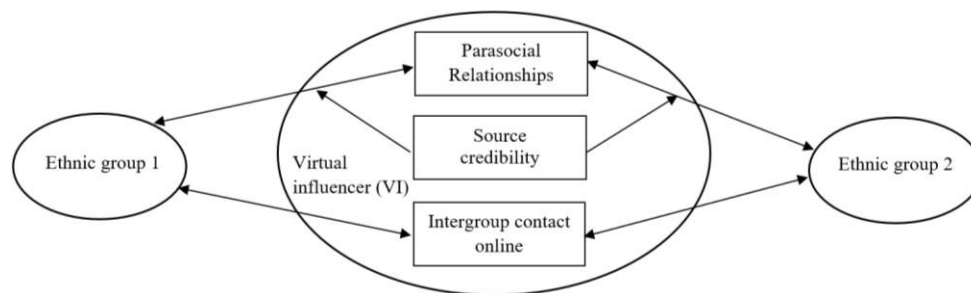 Parasocial
Relationships
Source
credibility
Ethnic group 1
Ethnic group 2
Virtual
influencer (VI)
Intergroup contact
online